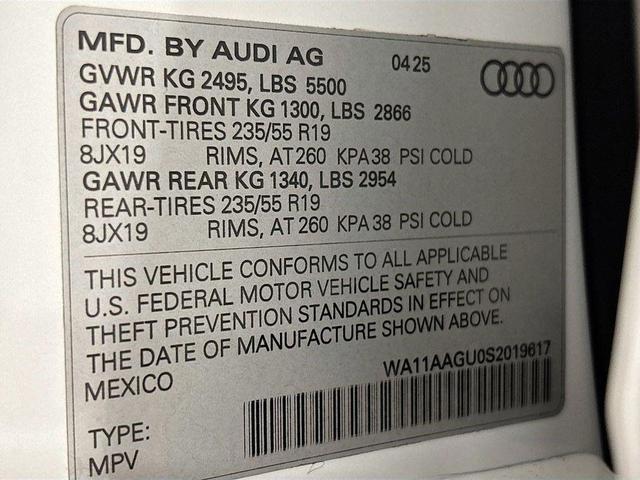 MFD. BY AUDI AG 04 25
GVWR KG 2495, LBS 5500
GAWR FRONT KG 1300, LBS 2866
FRONT-TIRES 235/55 R19
8JX19 RIMS, AT 260 KPA 38 PSI COLD
GAWR REAR KG 1340, LBS 2954
REAR-TIRES 235/55 R19
8JX19 RIMS, AT 260 KPA 38 PSI COLD
THIS VEHICLE CONFORMS TO ALL APPLICABLE
U.S. FEDERAL MOTOR VEHICLE SAFETY AND
THEFT PREVENTION STANDARDS IN EFFECT ON
THE DATE OF MANUFACTURE SHOWN ABOVE.
MEXICO WA11AAGU0S2019617
TYPE:
MPV